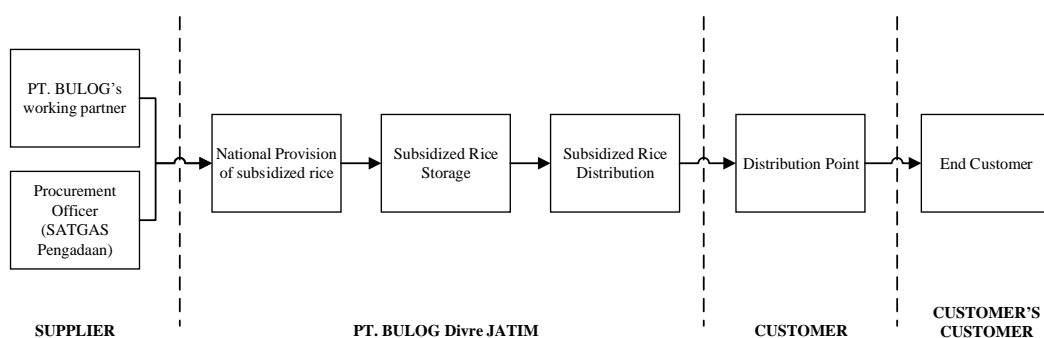 PT. BULOG's
working partner
Procurement
Officer
(SATGAS
Pengadaan)
National Provision
of subsidized rice
Subsidized Rice
Storage
Subsidized Rice
Distribution
Distribution Point
End Customer
SUPPLIER
PT. BULOG Divre JATIM
CUSTOMER
CUSTOMER'S
CUSTOMER